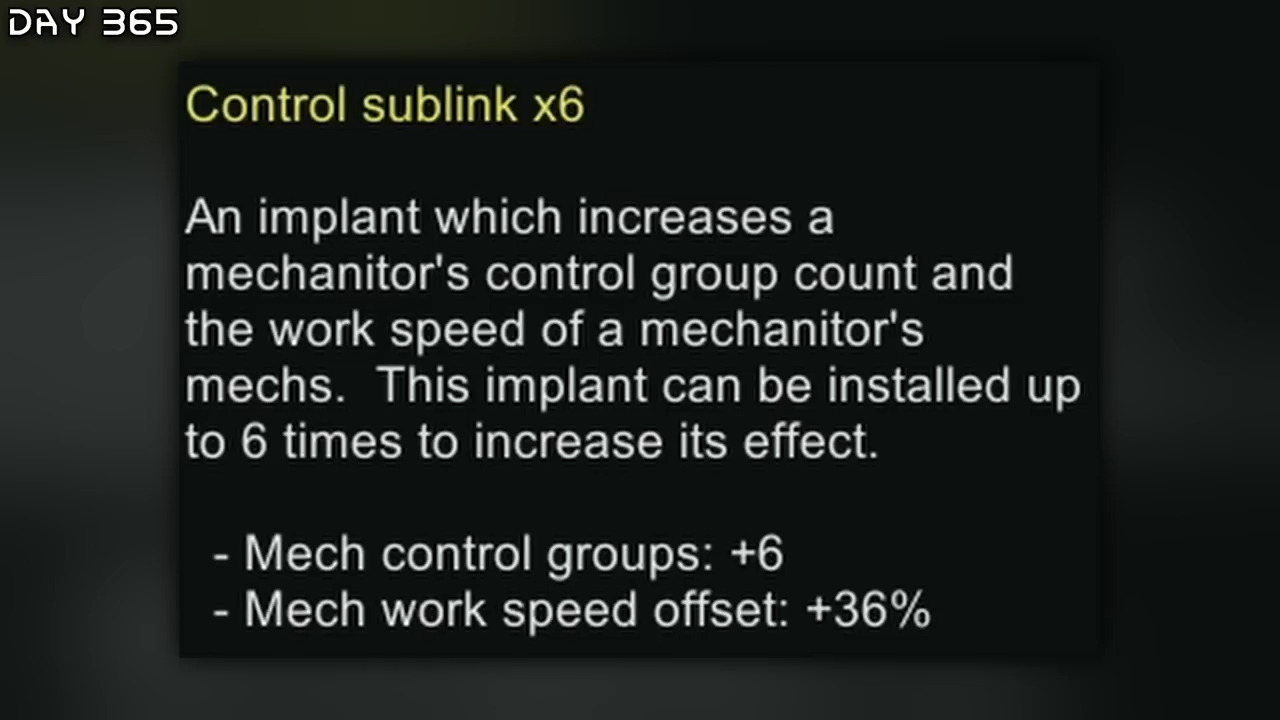 DAY 365
Control sublink x6
An implant which increases a
mechanitor's control group count and
the work speed of a mechanitor's
mechs.  This implant can be installed up
to 6 times to increase its effect.
- Mech control groups: +6
- Mech work speed offset: +36%